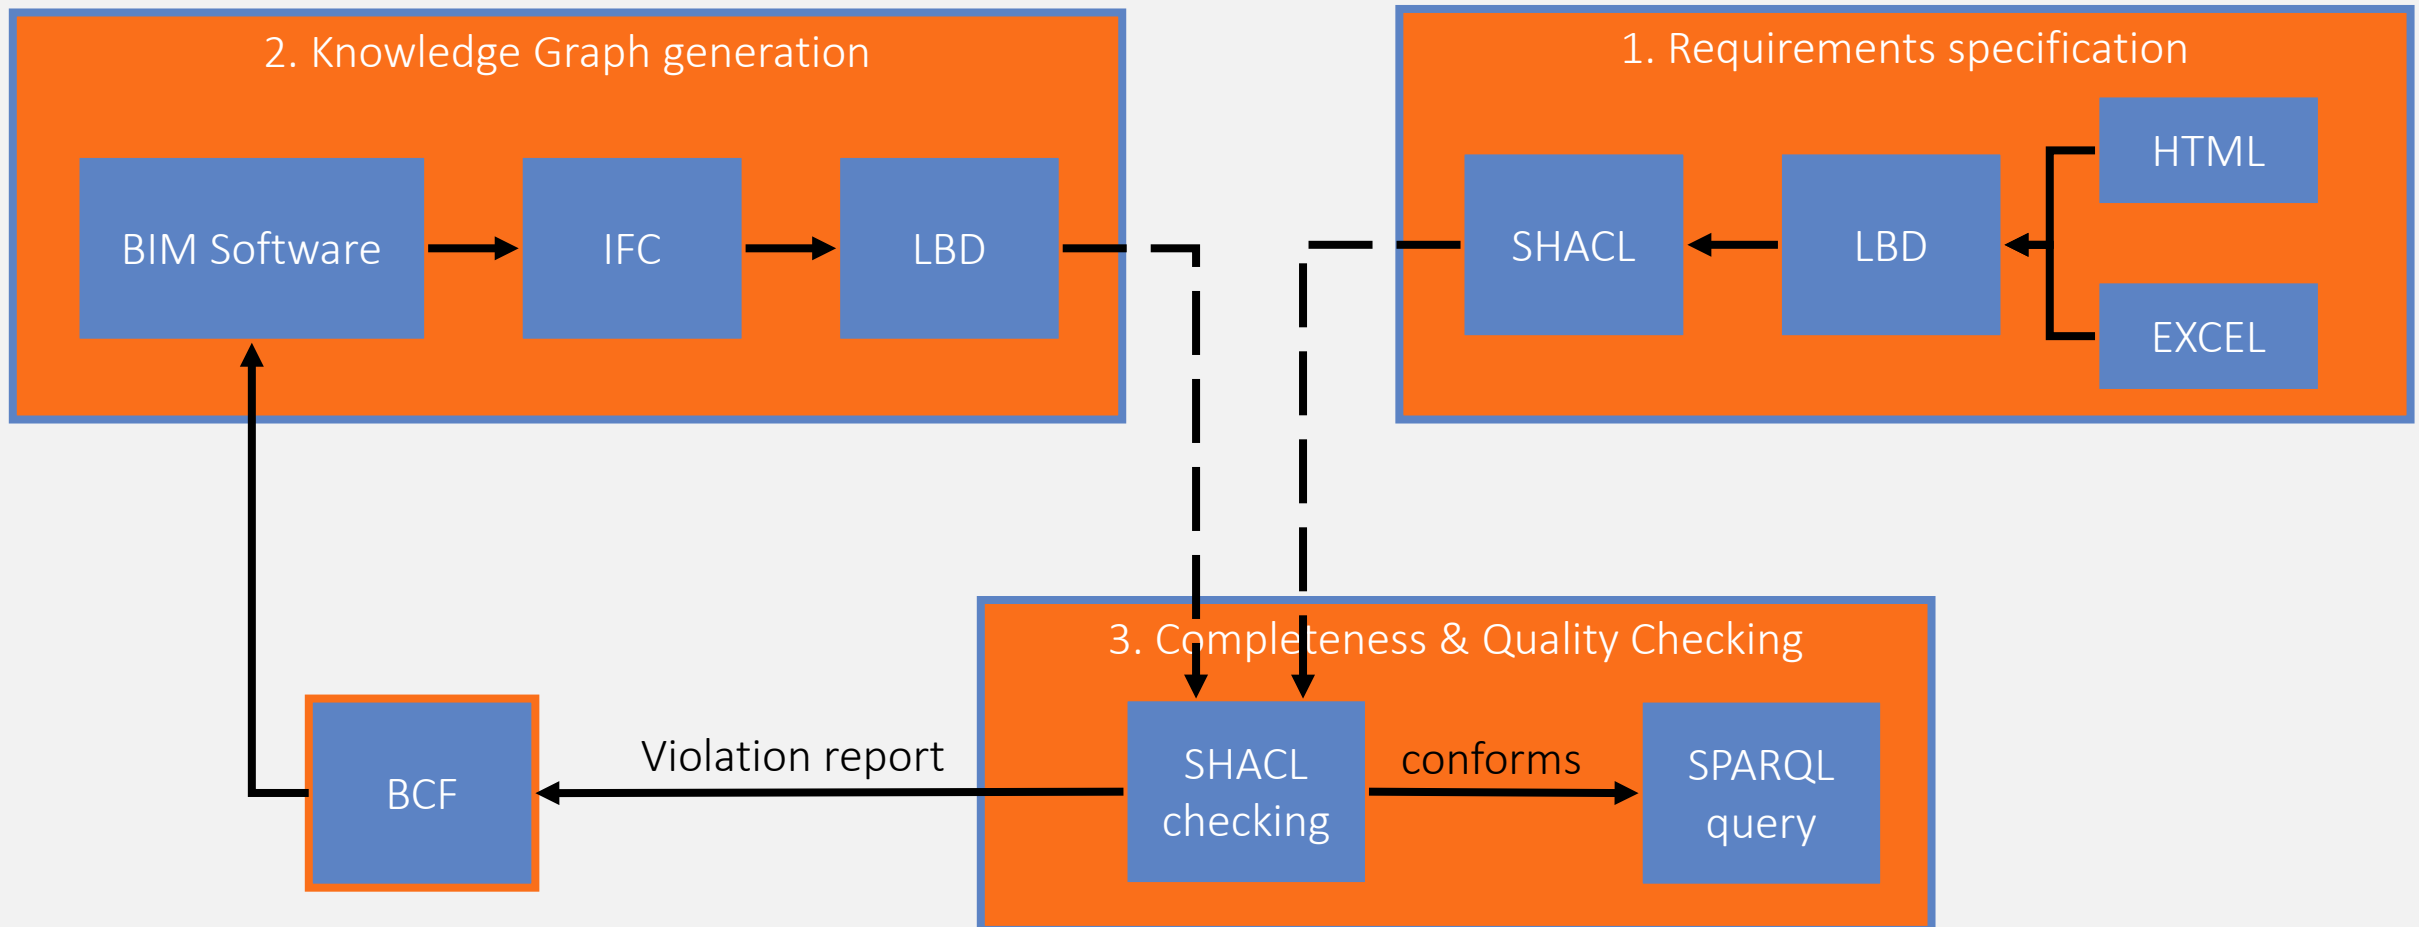 2. Knowledge Graph generation
BIM Software
IFC
LBD
1. Requirements specification
SHACL
LBD
HTML
EXCEL
3. Completeness & Quality Checking
BCF
Violation report
SHACL
checking
conforms
SPARQL
query